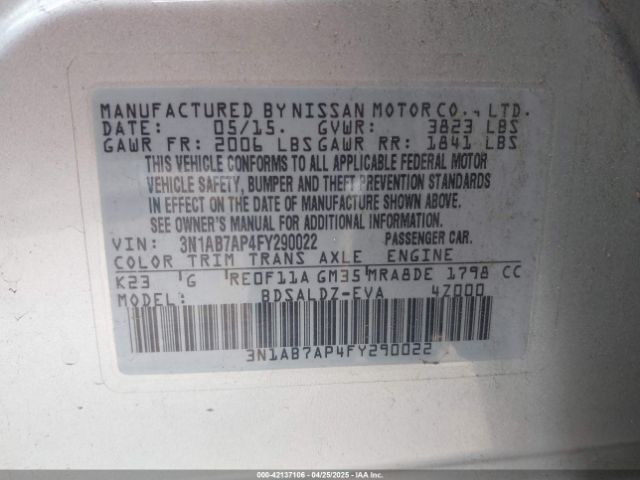 MANUFACTURED BY NISSAN MOTOR CO., LTD.
DATE: 05/15. GVWR: 3823 LBS
GAWR FR: 2006 LBS GAWR RR: 1841 LBS
THIS VEHICLE CONFORMS TO ALL APPLICABLE FEDERAL MOTOR
VEHICLE SAFETY, BUMPER AND THEFT PREVENTION STANDARDS
IN EFFECT ON THE DATE OF MANUFACTURE SHOWN ABOVE.
SEE OWNER'S MANUAL FOR ADDITIONAL INFORMATION.
VIN: 3N1AB7AP4FY290022 PASSENGER CAR.
COLOR TRIM TRANS AXLE ENGINE
K23 G RE0F11A GM35 MRA8DE 1798 CC
MODEL: BDSALDZ-EVA 4Z000
3N1AB7AP4FY290022
000-42137106 | 04/25/2025 | IAAI.COM